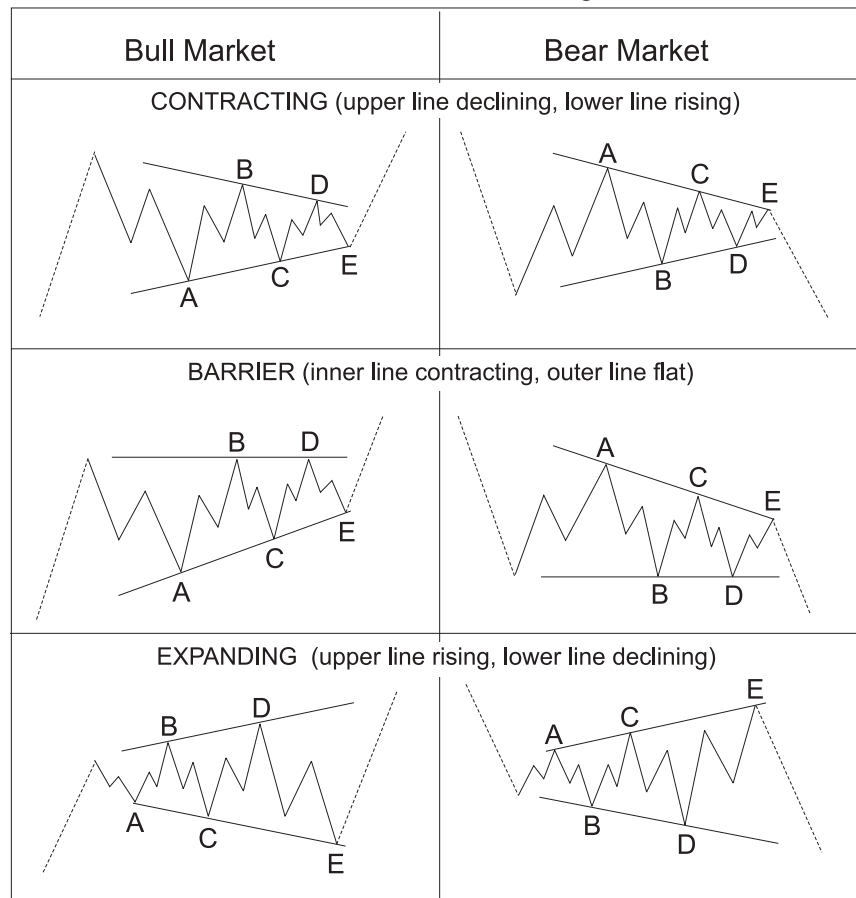 Bull Market
Bear Market
CONTRACTING (upper line declining, lower line rising)
B
D
A
C
E
A
C
E
B
D
BARRIER (inner line contracting, outer line flat)
B
D
A
C
E
A
C
E
B
D
EXPANDING (upper line rising, lower line declining)
B
D
A
C
E
A
C
E
B
D